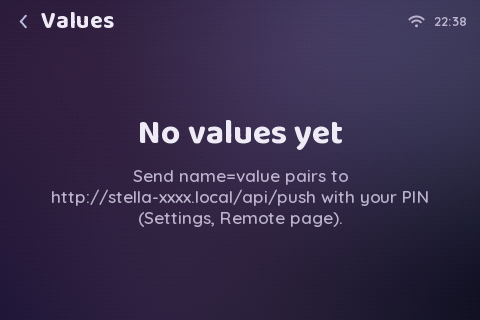 Values
22:38
No values yet
Send name=value pairs to
http://stella-xxxx.local/api/push with your PIN
(Settings, Remote page).